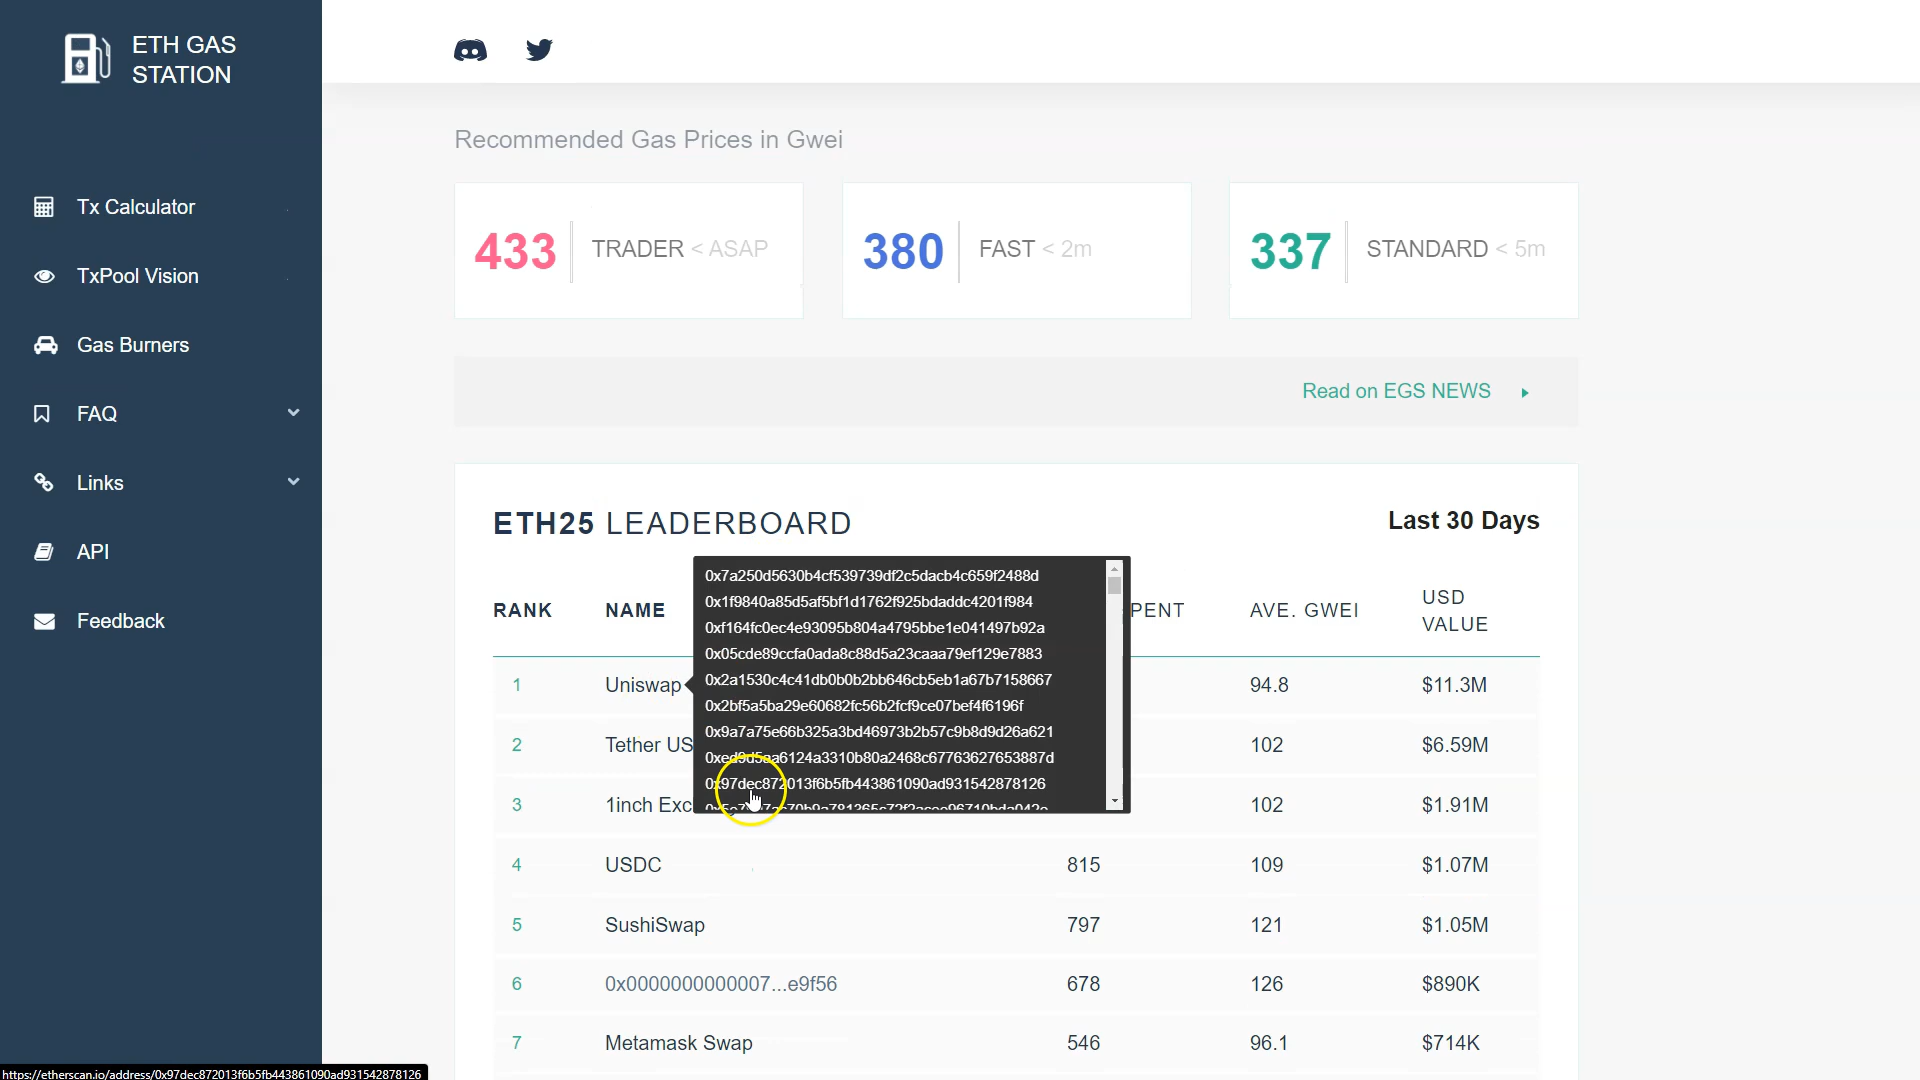 ETH GAS
STATION
Tx Calculator
TxPool Vision
Gas Burners
FAQ
Links
API
Feedback
Recommended Gas Prices in Gwei
433 TRADER < ASAP
380 FAST < 2m
337 STANDARD < 5m
Read on EGS NEWS
ETH25 LEADERBOARD
Last 30 Days
RANK NAME PENT AVE. GWEI USD VALUE
0x7a250d5630b4cf539739df2c5dacb4c659f2488d
0x1f9840a85d5af5bf1d1762f925bdaddc4201f984
0xf164fc0ec4e93095b804a4795bbe1e041497b92a
0x05cde89ccfa0ada8c88d5a23caaa79ef129e7883
0x2a1530c4c41db0b0b2bb646cb5eb1a67b7158667
0x2bf5a5ba29e60682fc56b2fcf9ce07bef4f6196f
0x9a7a75e66b325a3bd46973b2b57c9b8d9d26a621
0xed9d5aa6124a3310b80a2468c67763627653887d
0x97dec872013f6b5fb443861090ad931542878126
1 Uniswap 94.8 $11.3M
2 Tether US 102 $6.59M
3 1inch Exc 102 $1.91M
4 USDC 815 109 $1.07M
5 SushiSwap 797 121 $1.05M
6 0x0000000000007...e9f56 678 126 $890K
7 Metamask Swap 546 96.1 $714K
https://etherscan.io/address/0x97dec872013f6b5fb443861090ad931542878126